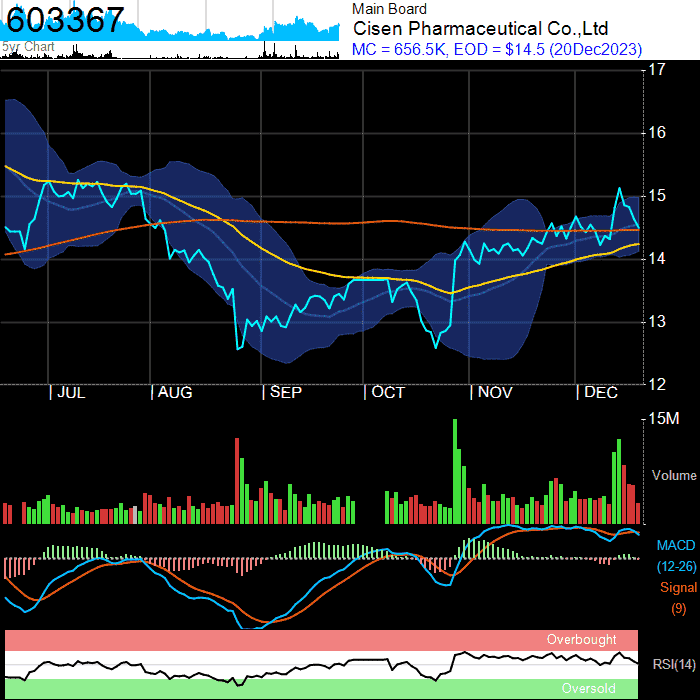 603367
5yr Chart
Main Board
Cisen Pharmaceutical Co.,Ltd
MC = 656.5K, EOD = $14.5 (20Dec2023)
17
16
15
14
13
12
| JUL | AUG | SEP | OCT | NOV | DEC
15M
Volume
MACD
(12-26)
Signal
(9)
Overbought
RSI(14)
Oversold